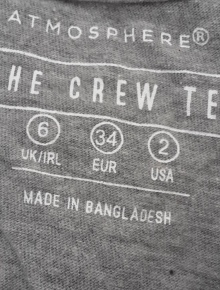 ATMOSPHERE®
HE CREW TE
6 34 2
UK/IRL EUR USA
MADE IN BANGLADESH